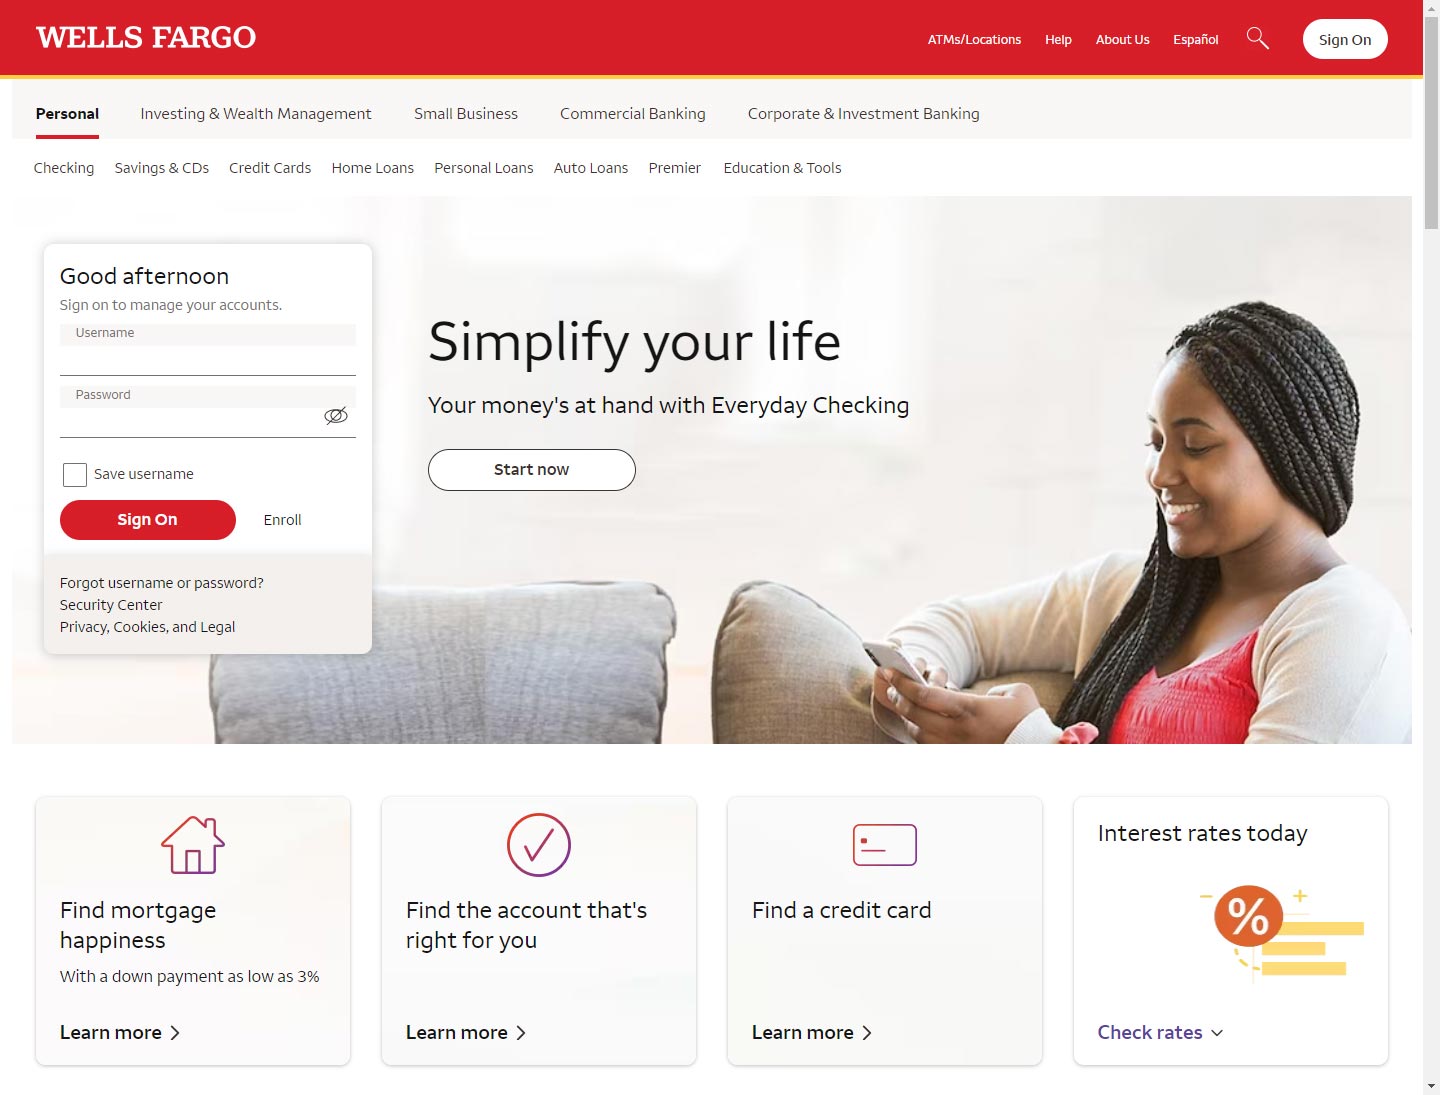 WELLS FARGO
ATMs/Locations
Help
About Us
Español
Sign On
Personal
Investing & Wealth Management
Small Business
Commercial Banking
Corporate & Investment Banking
Checking
Savings & CDs
Credit Cards
Home Loans
Personal Loans
Auto Loans
Premier
Education & Tools
Good afternoon
Sign on to manage your accounts.
Username
Password
Save username
Sign On
Enroll
Forgot username or password?
Security Center
Privacy, Cookies, and Legal
Simplify your life
Your money's at hand with Everyday Checking
Start now
Find mortgage
happiness
With a down payment as low as 3%
Learn more
Find the account that's
right for you
Learn more
Find a credit card
Learn more
Interest rates today
%
Check rates